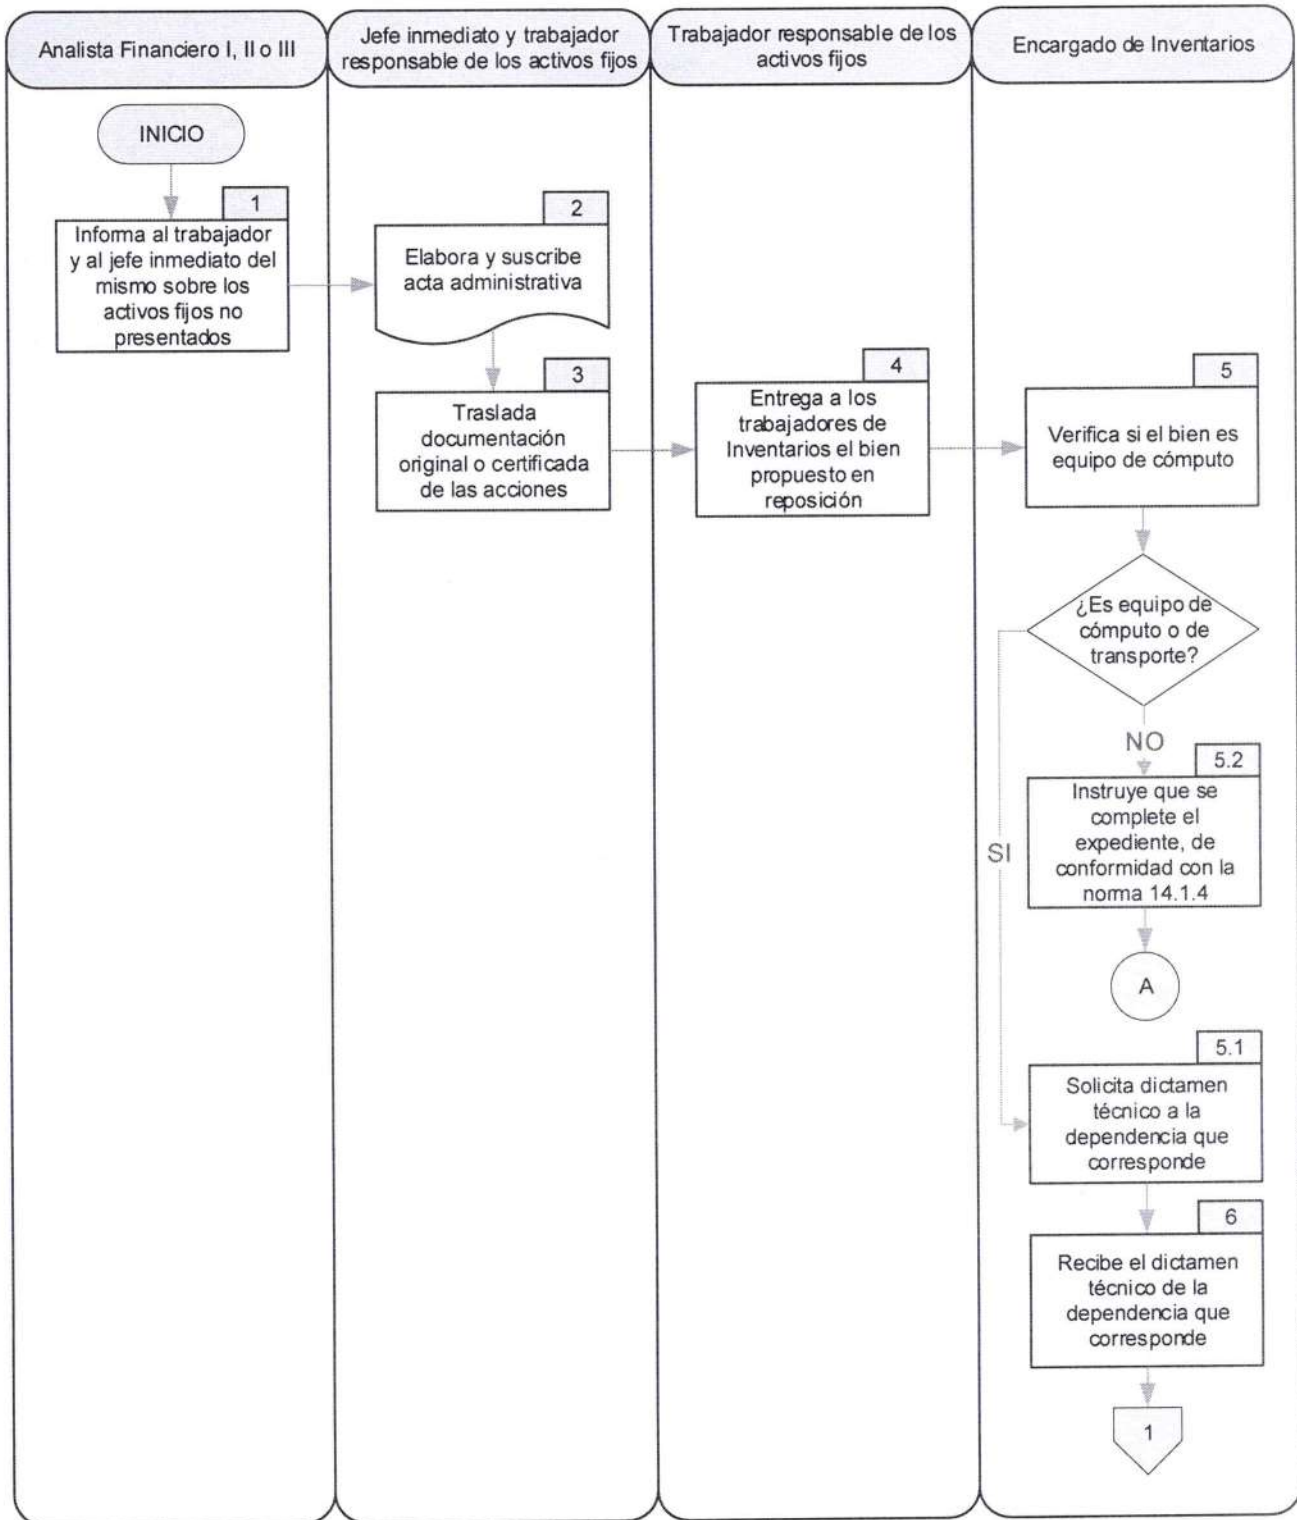 Analista Financiero I, II o III
Jefe inmediato y trabajador
responsable de los activos fijos
Trabajador responsable de los
activos fijos
Encargado de Inventarios
INICIO
1
Informa al trabajador
y al jefe inmediato del
mismo sobre los
activos fijos no
presentados
2
Elabora y suscribe
acta administrativa
3
Traslada
documentación
original o certificada
de las acciones
4
Entrega a los
trabajadores de
Inventarios el bien
propuesto en
reposición
5
Verifica si el bien es
equipo de cómputo
¿Es equipo de
cómputo o de
transporte?
NO
5.2
Instruye que se
complete el
expediente, de
conformidad con la
norma 14.1.4
SI
A
5.1
Solicita dictamen
técnico a la
dependencia que
corresponde
6
Recibe el dictamen
técnico de la
dependencia que
corresponde
1